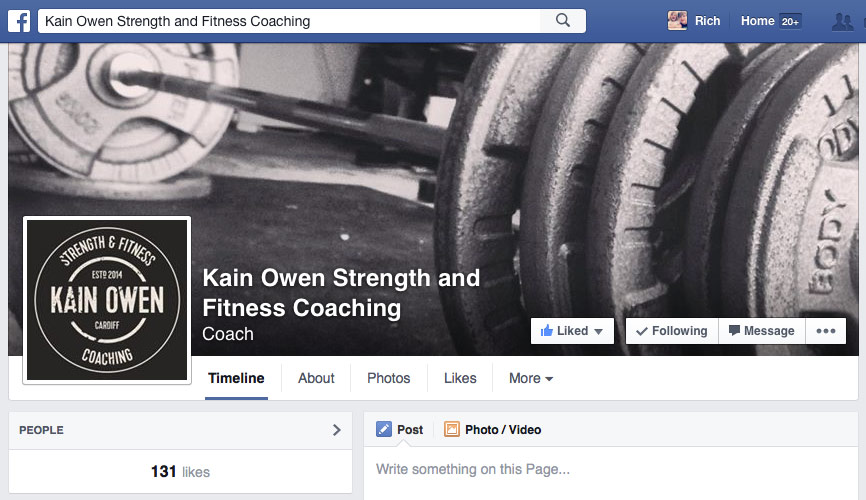 Kain Owen Strength and Fitness Coaching
Rich
Home 20+
BODY
STRENGTH & FITNESS
ESTD 2014
KAIN OWEN
CARDIFF
COACHING
Kain Owen Strength and
Fitness Coaching
Coach
Liked
Following
Message
Timeline
About
Photos
Likes
More
PEOPLE
131 likes
Post
Photo / Video
Write something on this Page...